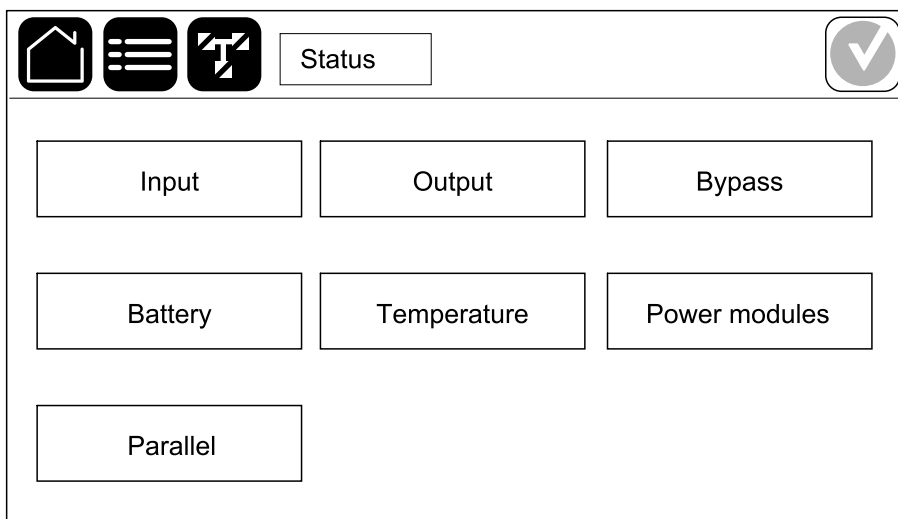 Status
Input
Output
Bypass
Battery
Temperature
Power modules
Parallel